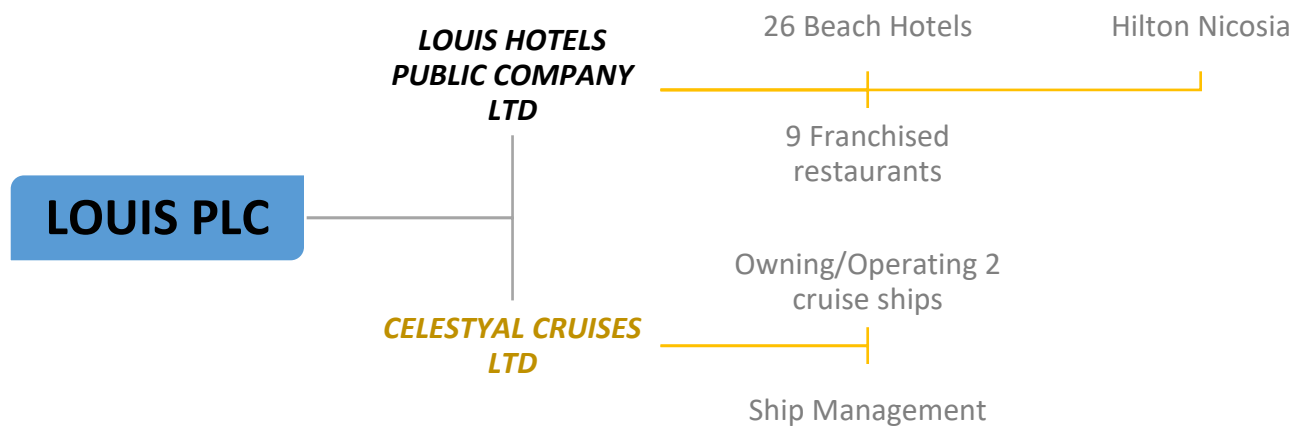 LOUIS PLC
LOUIS HOTELS
PUBLIC COMPANY
LTD
26 Beach Hotels
Hilton Nicosia
9 Franchised
restaurants
CELESTYAL CRUISES
LTD
Owning/Operating 2
cruise ships
Ship Management